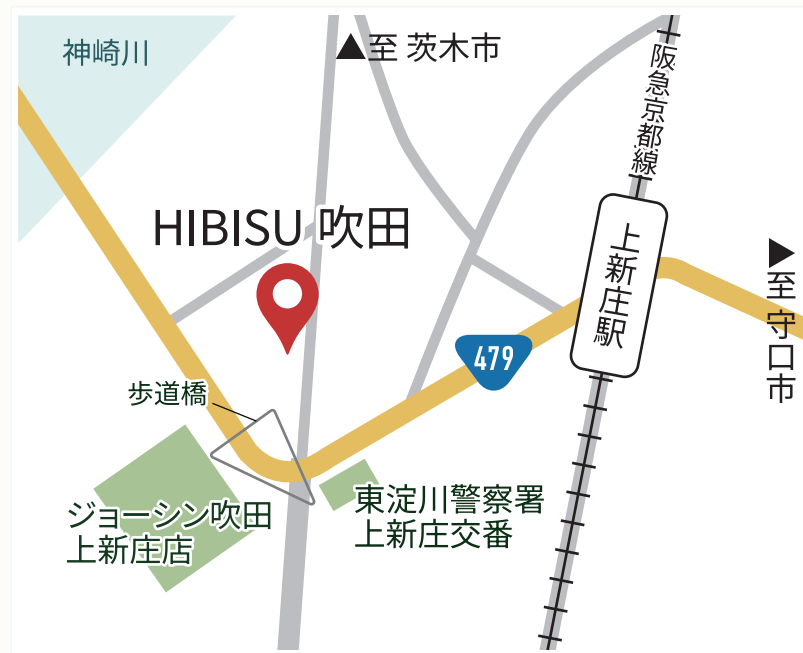 神崎川
▲至 茨木市
阪急京都線
HIBISU 吹田
上新庄駅
▲至 守口市
479
歩道橋
ジョーシン吹田
上新庄店
東淀川警察署
上新庄交番